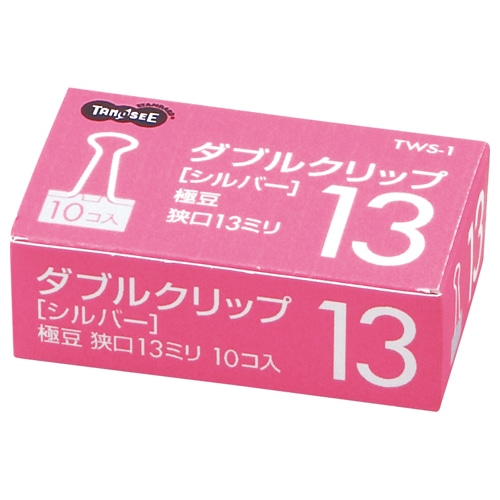 TANOSEE
TANOSEE
TWS-1
ダブルクリップ
[シルバー]
極豆
狭口13ミリ
13
10コ入
ダブルクリップ
[シルバー]
極豆 狭口13ミリ 10コ入
13